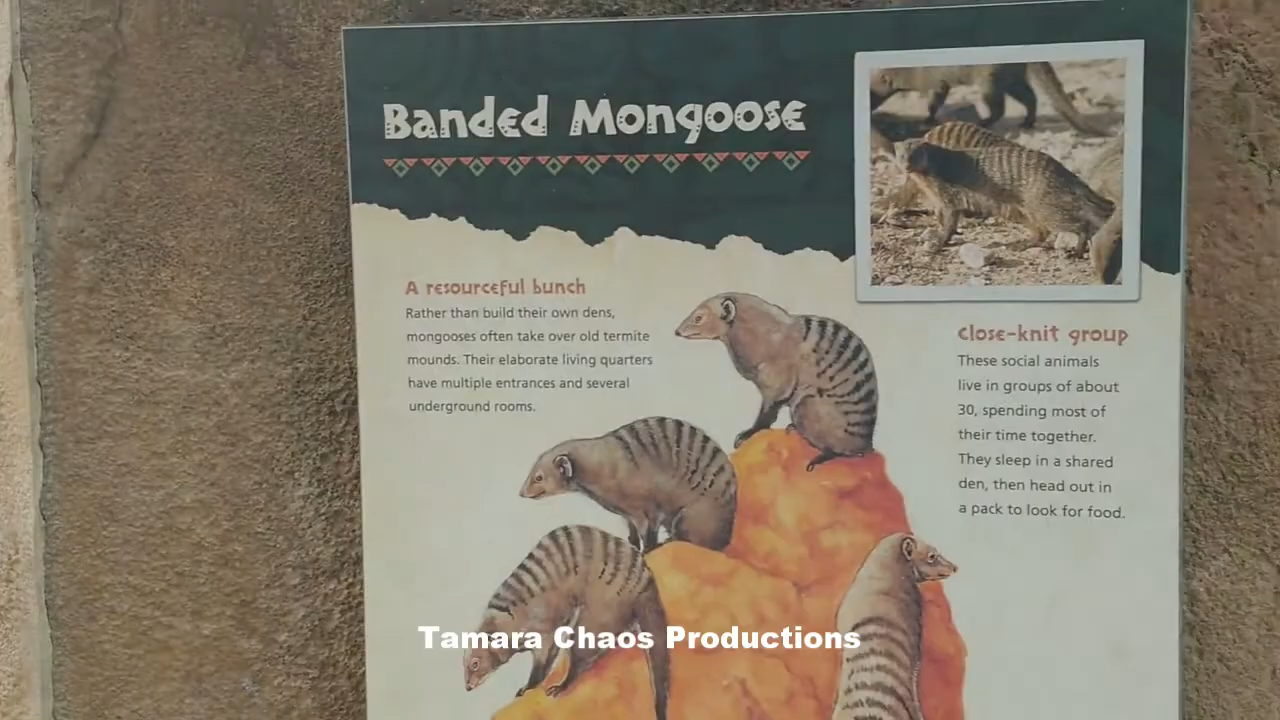 Banded Mongoose
A resourceful bunch
Rather than build their own dens,
mongooses often take over old termite
mounds. Their elaborate living quarters
have multiple entrances and several
underground rooms.
Close-knit group
These social animals
live in groups of about
30, spending most of
their time together.
They sleep in a shared
den, then head out in
a pack to look for food.
Tamara Chaos Productions